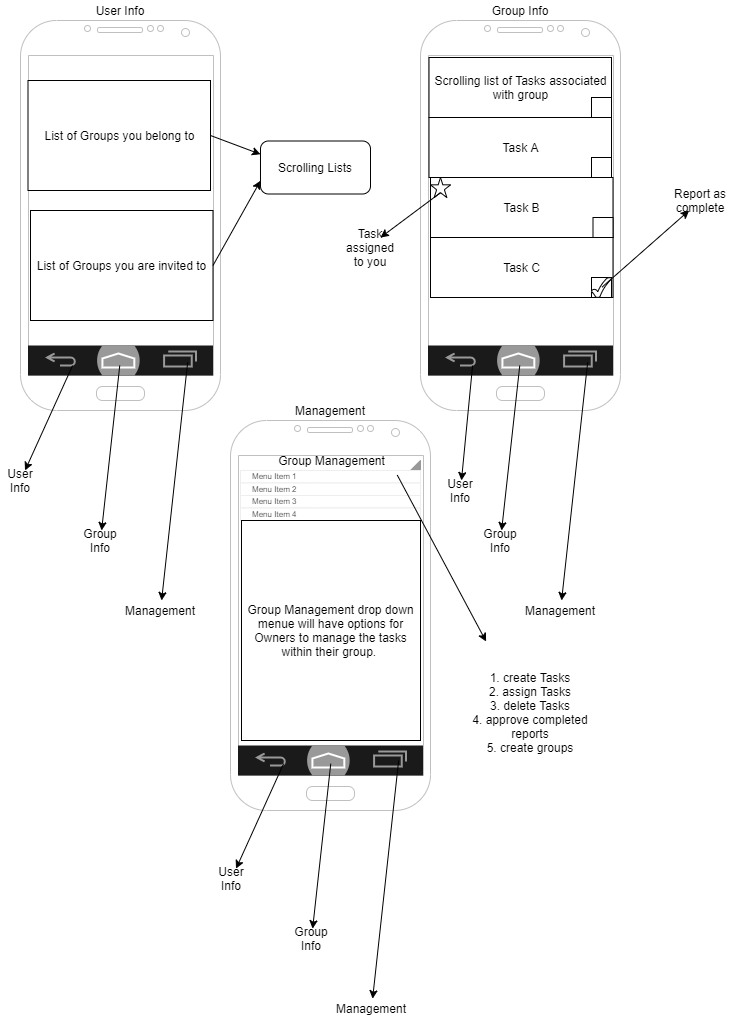 User Info
List of Groups you belong to
List of Groups you are invited to
Scrolling Lists
User
Info
Group
Info
Management
Group Info
Scrolling list of Tasks associated
with group
Task A
Task B
Task C
Task
assigned
to you
Report as
complete
User
Info
Group
Info
Management
Management
Group Management
Menu Item 1
Menu Item 2
Menu Item 3
Menu Item 4
Group Management drop down
menue will have options for
Owners to manage the tasks
within their group.
1. create Tasks
2. assign Tasks
3. delete Tasks
4. approve completed
reports
5. create groups
User
Info
Group
Info
Management